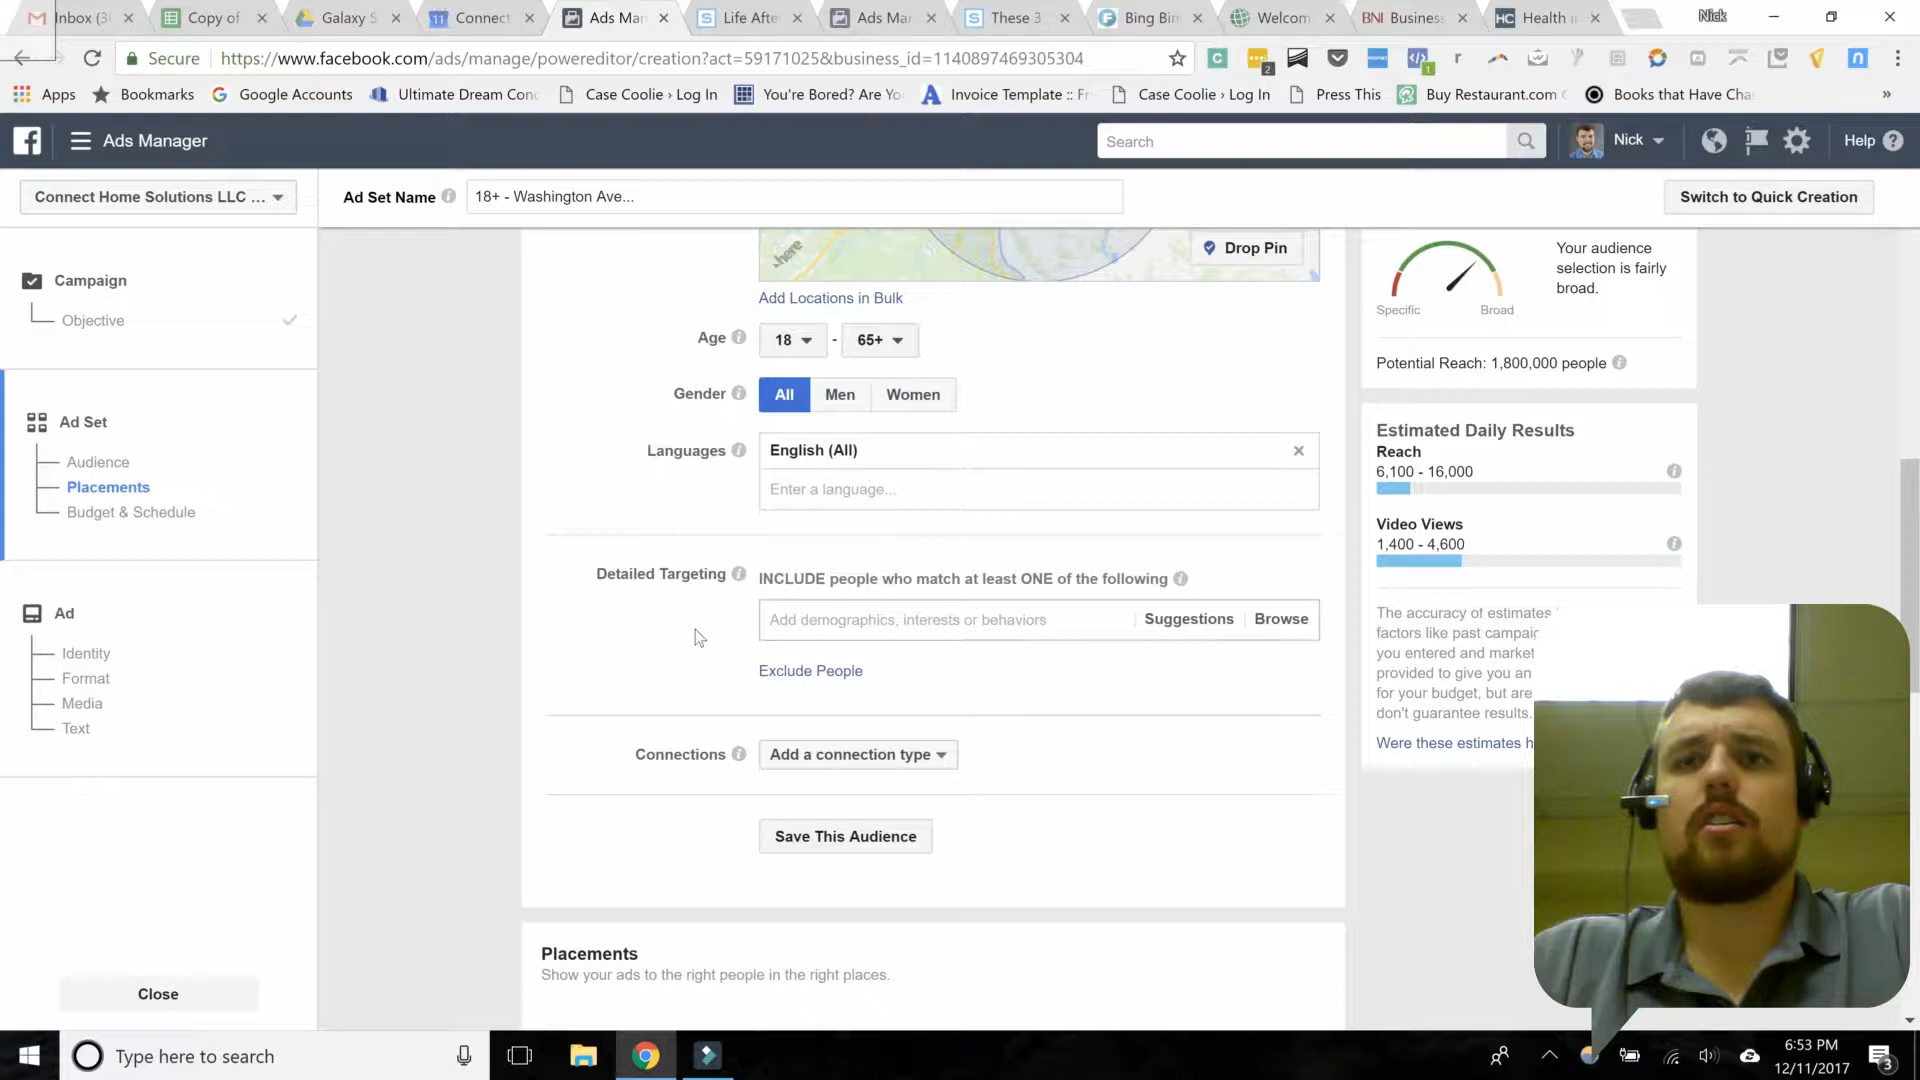 Inbox (3
Copy of
Galaxy S
Connect
Ads Man
Life Afte
Ads Mar
These 3
Bing Bin
Welcom
BNI Business
Health i
Nick
Secure
https://www.facebook.com/ads/manage/powereditor/creation?act=59171025&business_id=1140897469305304
Apps
Bookmarks
Google Accounts
Ultimate Dream Con
Case Coolie › Log In
You're Bored? Are Yo
Invoice Template :: Fr
Case Coolie › Log In
Press This
Buy Restaurant.com
Books that Have Cha
»
Ads Manager
Search
Nick
Help
Connect Home Solutions LLC ...
Ad Set Name
18+ - Washington Ave...
Switch to Quick Creation
Campaign
Objective
Ad Set
Audience
Placements
Budget & Schedule
Ad
Identity
Format
Media
Text
Close
here
Drop Pin
Add Locations in Bulk
Age
18
-
65+
Gender
All
Men
Women
Languages
English (All)
Enter a language...
Detailed Targeting
INCLUDE people who match at least ONE of the following
Add demographics, interests or behaviors
Suggestions
Browse
Exclude People
Connections
Add a connection type
Save This Audience
Placements
Show your ads to the right people in the right places.
Specific
Broad
Your audience
selection is fairly
broad.
Potential Reach: 1,800,000 people
Estimated Daily Results
Reach
6,100 - 16,000
Video Views
1,400 - 4,600
The accuracy of estimates
factors like past campaig
you entered and market
provided to give you an
for your budget, but are
don't guarantee results.
Were these estimates h
Type here to search
6:53 PM
12/11/2017
3